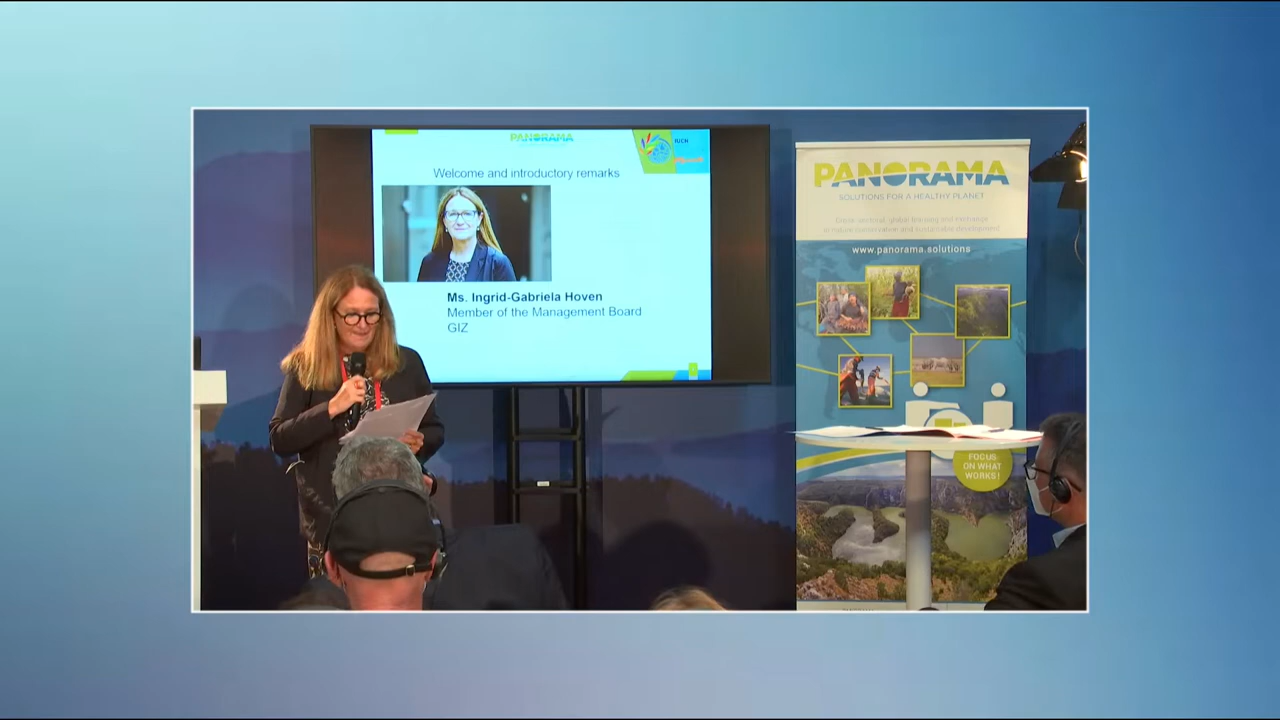 PANORAMA
IUCN
Welcome and introductory remarks
Ms. Ingrid-Gabriela Hoven
Member of the Management Board
GIZ
PANORAMA
SOLUTIONS FOR A HEALTHY PLANET
www.panorama.solutions
FOCUS
ON WHAT
WORKS!